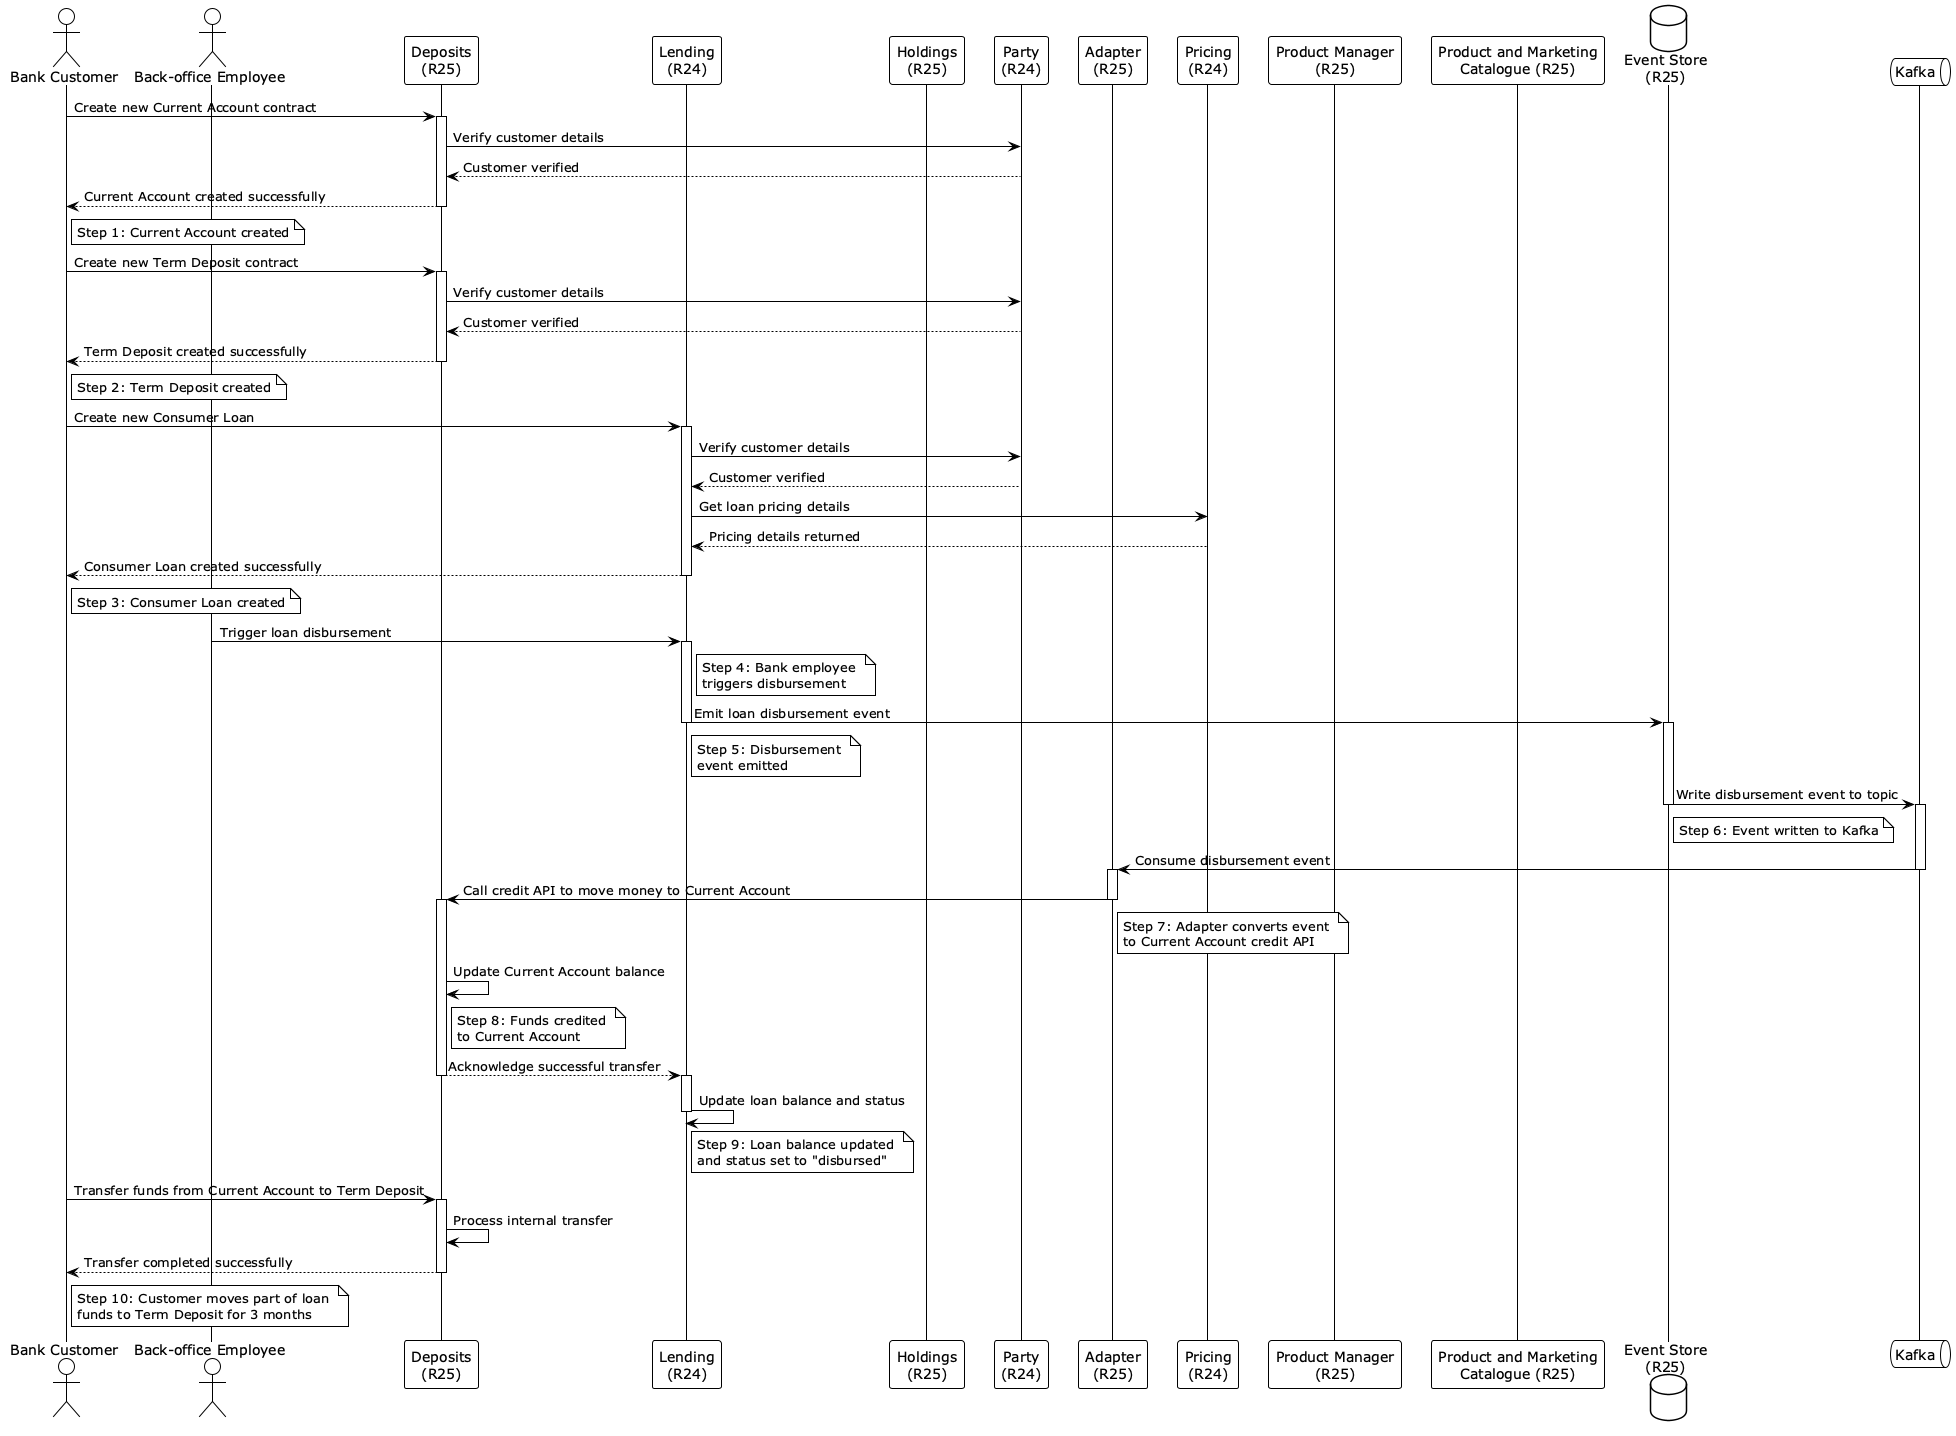 Bank Customer
Back-office Employee
Deposits
(R25)
Lending
(R24)
Holdings
(R25)
Party
(R24)
Adapter
(R25)
Pricing
(R24)
Product Manager
(R25)
Product and Marketing
Catalogue (R25)
Event Store
(R25)
Kafka
Create new Current Account contract
Verify customer details
Customer verified
Current Account created successfully
Step 1: Current Account created
Create new Term Deposit contract
Verify customer details
Customer verified
Term Deposit created successfully
Step 2: Term Deposit created
Create new Consumer Loan
Verify customer details
Customer verified
Get loan pricing details
Pricing details returned
Consumer Loan created successfully
Step 3: Consumer Loan created
Trigger loan disbursement
Step 4: Bank employee
triggers disbursement
Emit loan disbursement event
Step 5: Disbursement
event emitted
Write disbursement event to topic
Step 6: Event written to Kafka
Consume disbursement event
Call credit API to move money to Current Account
Step 7: Adapter converts event
to Current Account credit API
Update Current Account balance
Step 8: Funds credited
to Current Account
Acknowledge successful transfer
Update loan balance and status
Step 9: Loan balance updated
and status set to "disbursed"
Transfer funds from Current Account to Term Deposit
Process internal transfer
Transfer completed successfully
Step 10: Customer moves part of loan
funds to Term Deposit for 3 months
Bank Customer
Back-office Employee
Deposits
(R25)
Lending
(R24)
Holdings
(R25)
Party
(R24)
Adapter
(R25)
Pricing
(R24)
Product Manager
(R25)
Product and Marketing
Catalogue (R25)
Event Store
(R25)
Kafka